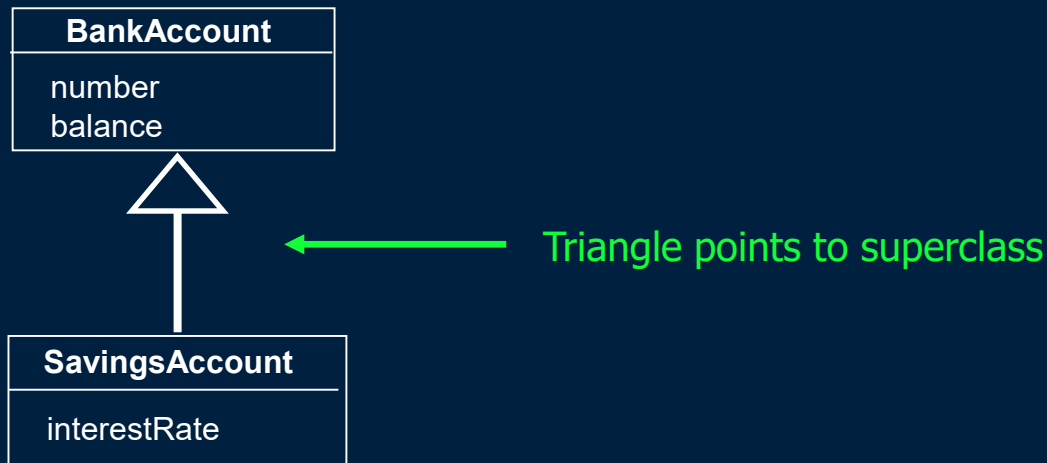 BankAccount
number
balance
Triangle points to superclass
SavingsAccount
interestRate